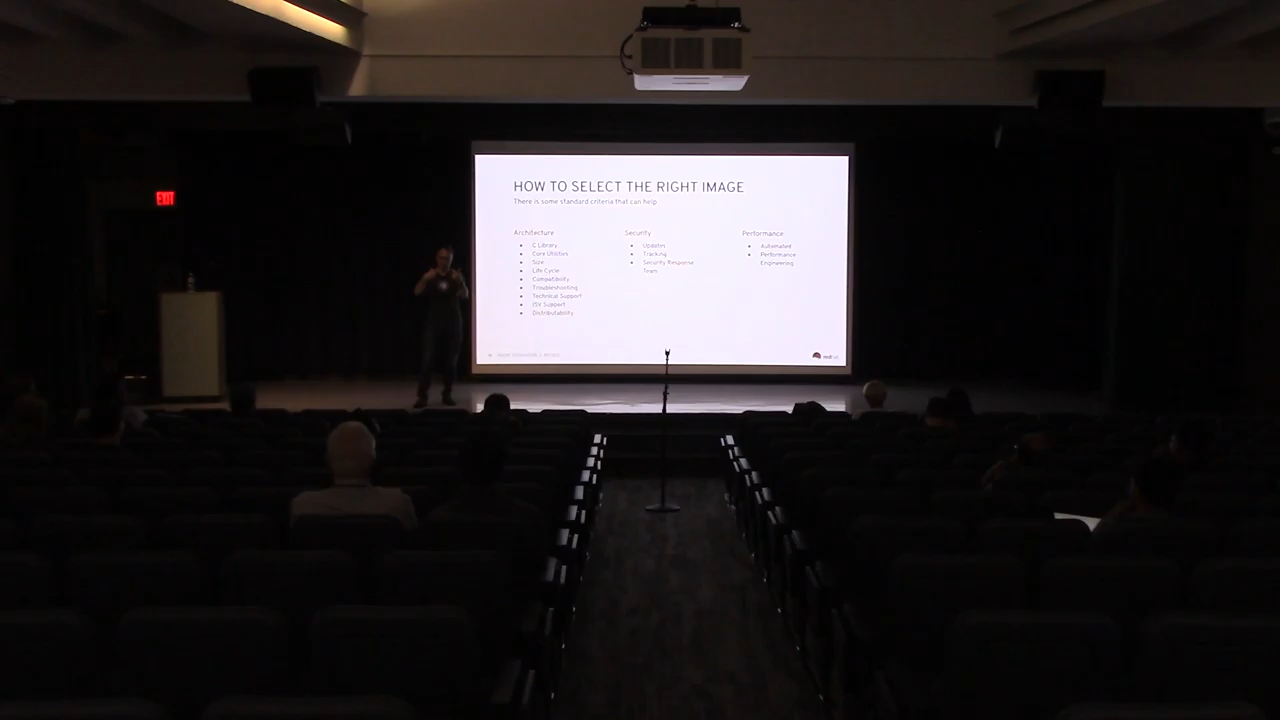 EXIT
HOW TO SELECT THE RIGHT IMAGE
There is some standard criteria that can help
Architecture
C Library
Core Utilities
Size
Life Cycle
Compatibility
Troubleshooting
Technical Support
ISV Support
Distributability
Security
Updates
Tracking
Security Response
Team
Performance
Automated
Performance
Engineering